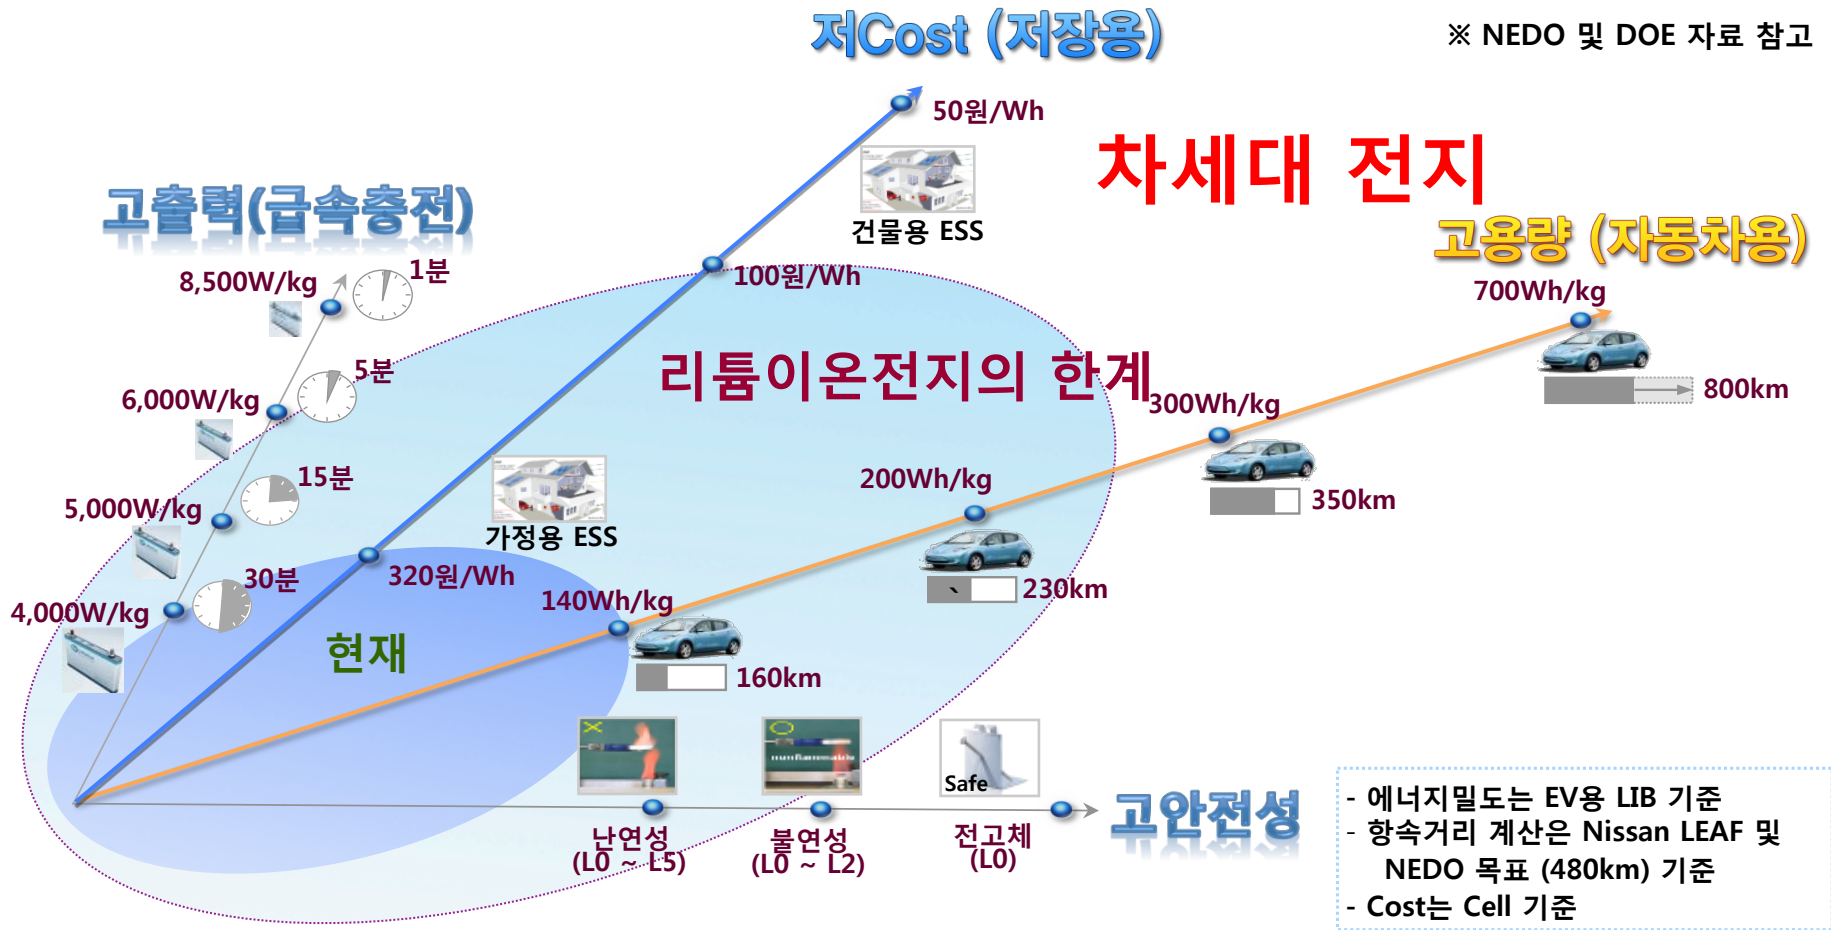 저Cost (저장용)
※ NEDO 및 DOE 자료 참고
50원/Wh
차세대 전지
건물용 ESS
고출력(급속충전)
고용량 (자동차용)
8,500W/kg
1분
100원/Wh
700Wh/kg
리튬이온전지의 한계
5분
6,000W/kg
300Wh/kg
800km
15분
200Wh/kg
350km
5,000W/kg
가정용 ESS
30분
320원/Wh
230km
4,000W/kg
140Wh/kg
현재
160km
nonflammable
Safe
고안전성
난연성
(L0 ~ L5)
불연성
(L0 ~ L2)
전고체
(L0)
- 에너지밀도는 EV용 LIB 기준
- 항속거리 계산은 Nissan LEAF 및
NEDO 목표 (480km) 기준
- Cost는 Cell 기준